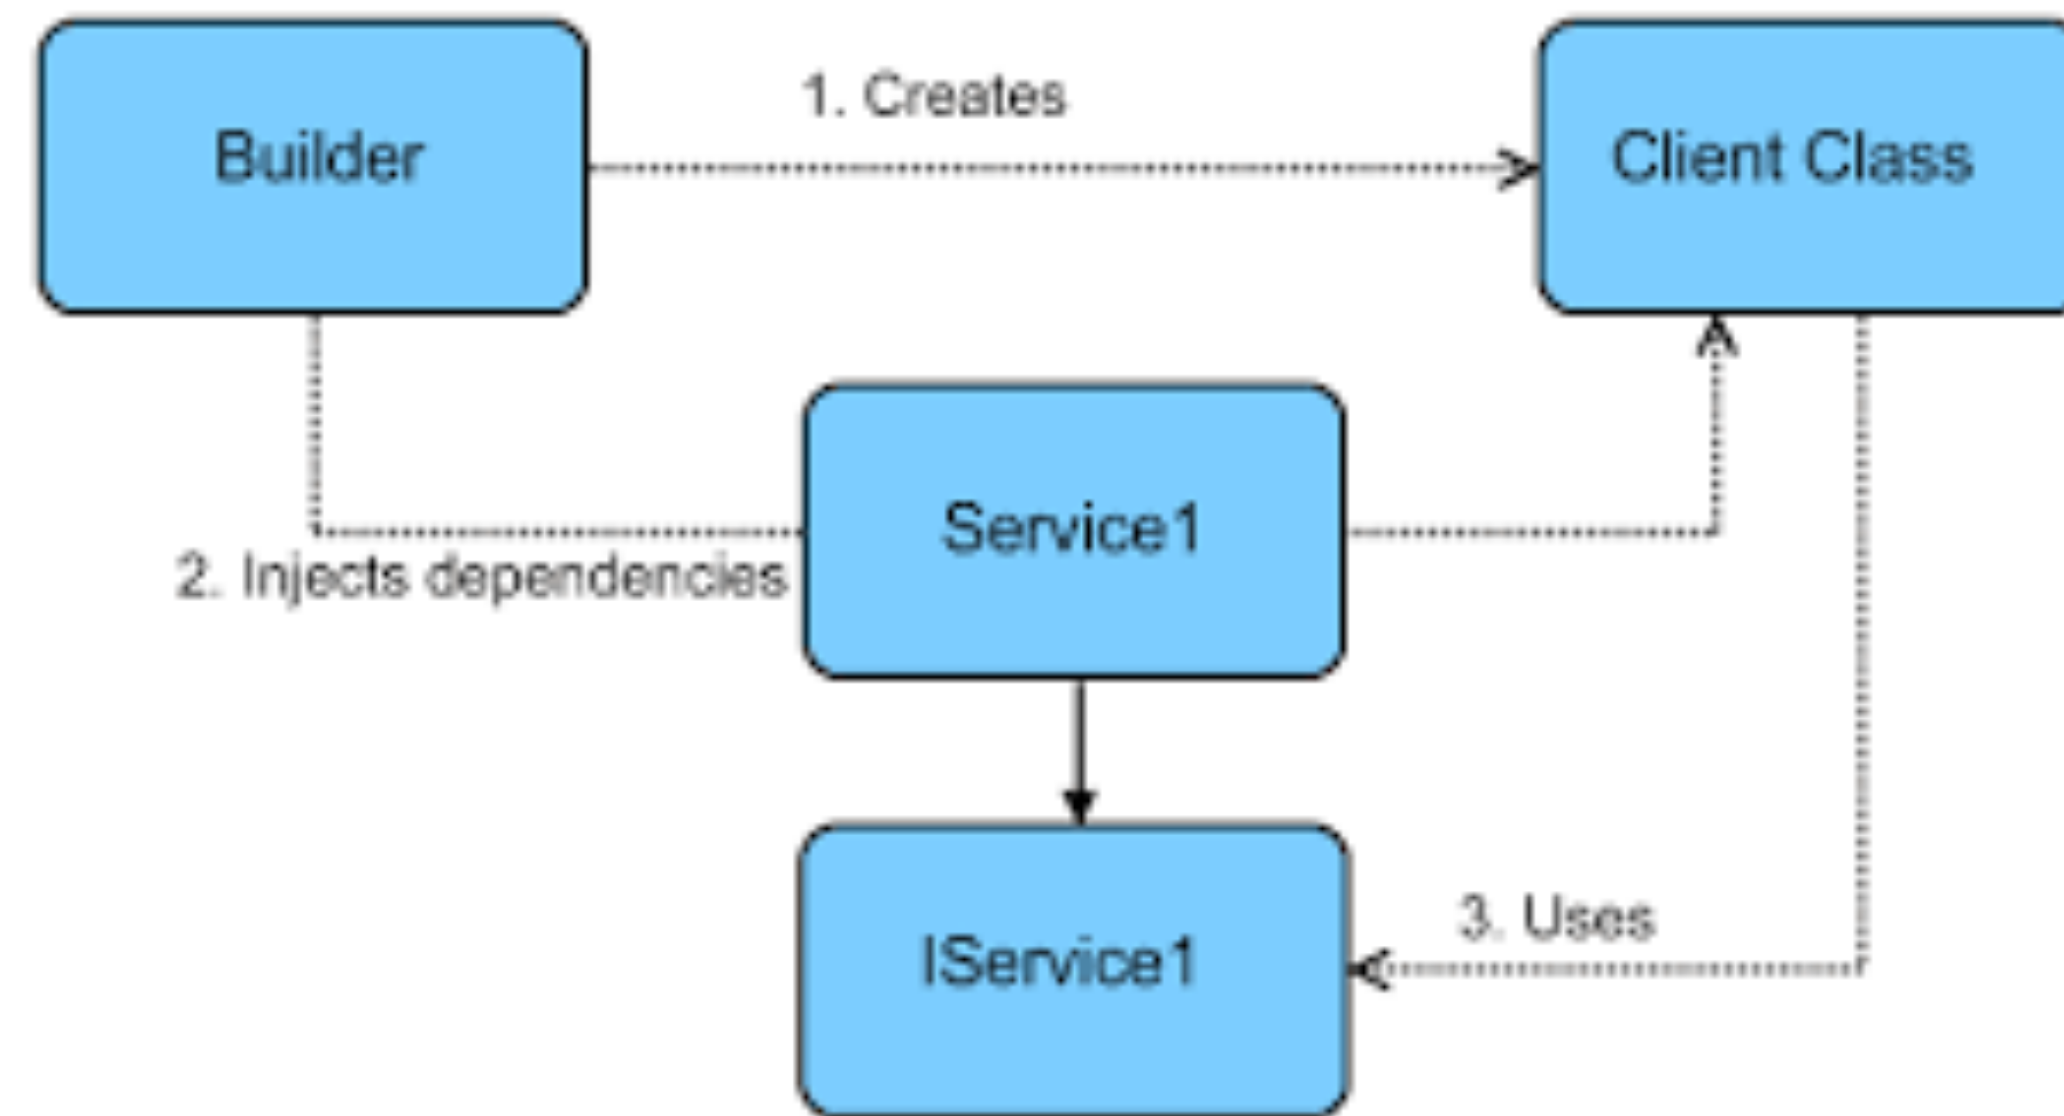 1. Creates
Builder
Client Class
Service1
2. Injects dependencies
3. Uses
IService1